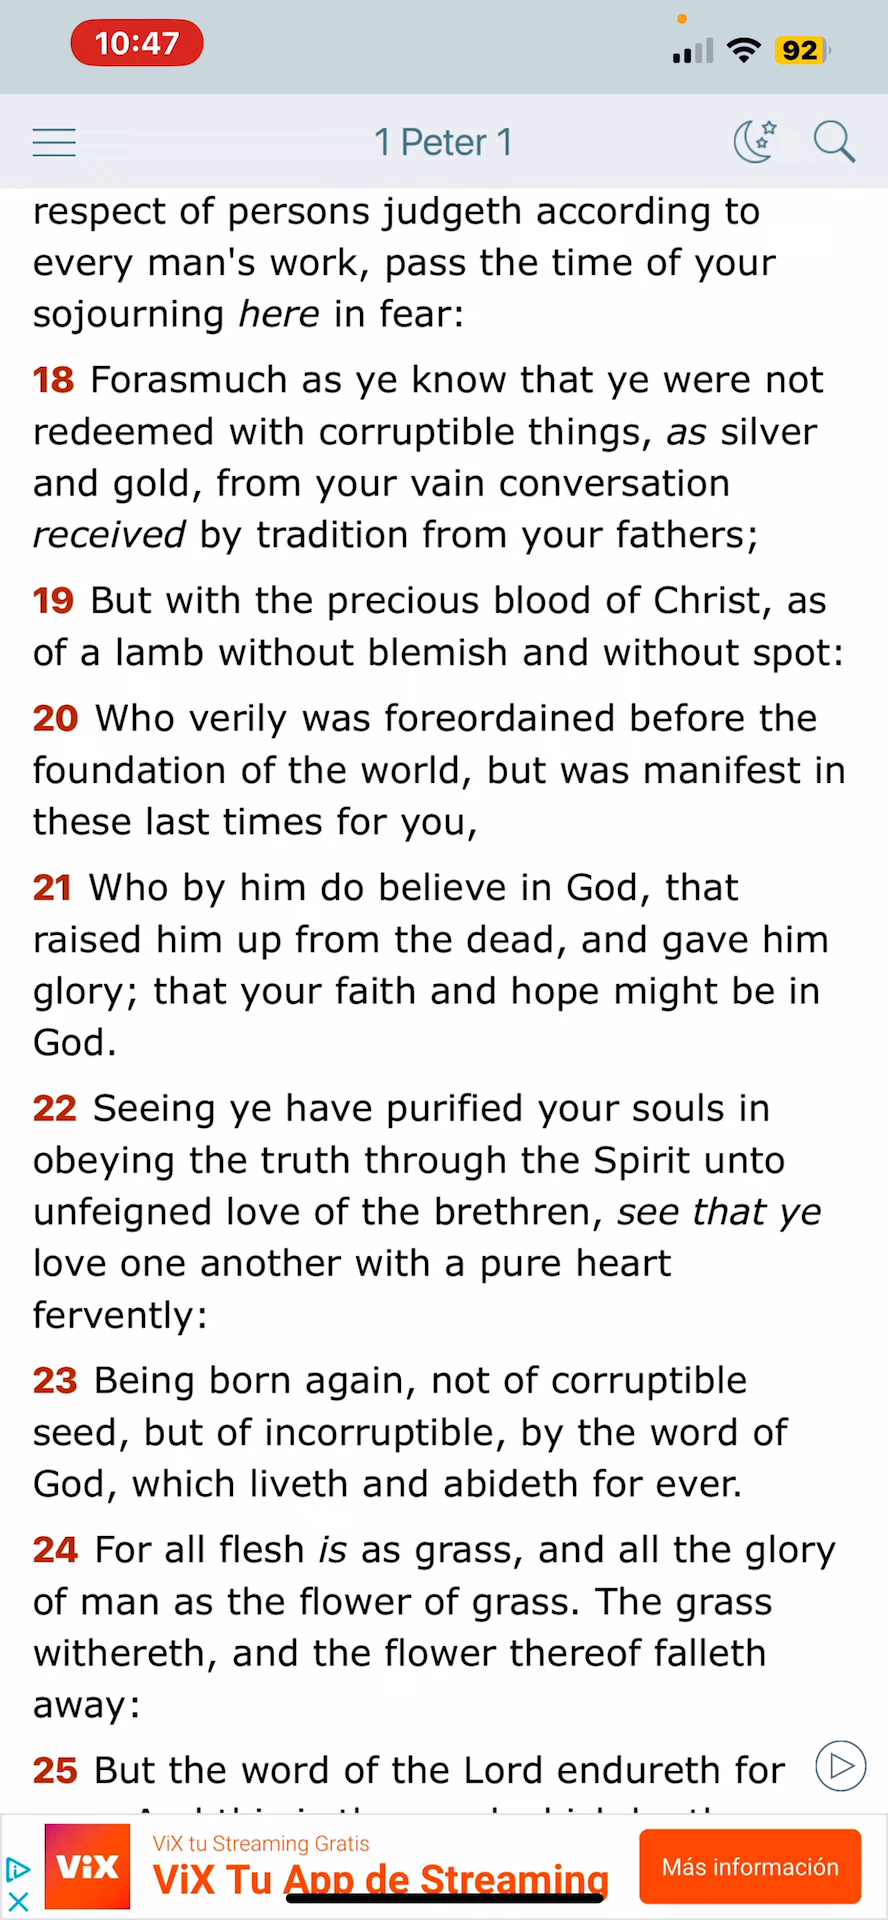 10:47
92
1 Peter 1
respect of persons judgeth according to
every man's work, pass the time of your
sojourning here in fear:
18 Forasmuch as ye know that ye were not
redeemed with corruptible things, as silver
and gold, from your vain conversation
received by tradition from your fathers;
19 But with the precious blood of Christ, as
of a lamb without blemish and without spot:
20 Who verily was foreordained before the
foundation of the world, but was manifest in
these last times for you,
21 Who by him do believe in God, that
raised him up from the dead, and gave him
glory; that your faith and hope might be in
God.
22 Seeing ye have purified your souls in
obeying the truth through the Spirit unto
unfeigned love of the brethren, see that ye
love one another with a pure heart
fervently:
23 Being born again, not of corruptible
seed, but of incorruptible, by the word of
God, which liveth and abideth for ever.
24 For all flesh is as grass, and all the glory
of man as the flower of grass. The grass
withereth, and the flower thereof falleth
away:
25 But the word of the Lord endureth for
ViX
ViX tu Streaming Gratis
ViX Tu App de Streaming
Más información